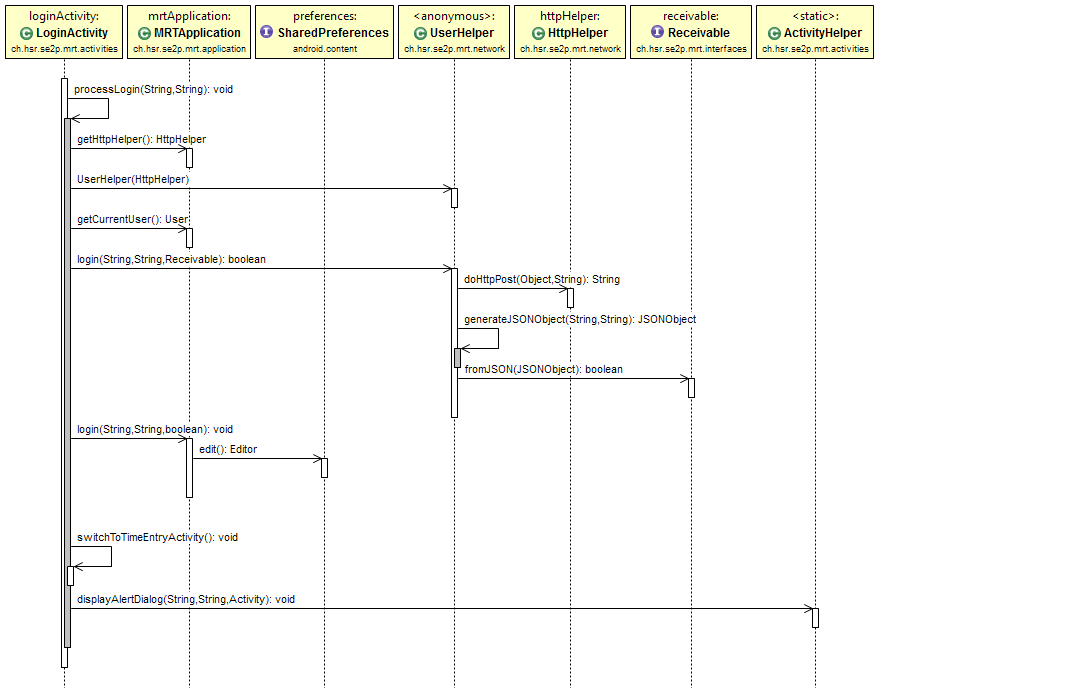 loginActivity: mrtApplication: preferences: <anonymous>: httpHelper: receivable: <static>:
C LoginActivity C MRTApplication I SharedPreferences C UserHelper C HttpHelper I Receivable C ActivityHelper
ch.hsr.se2p.mrt.activities ch.hsr.se2p.mrt.application android.content ch.hsr.se2p.mrt.network ch.hsr.se2p.mrt.network ch.hsr.se2p.mrt.interfaces ch.hsr.se2p.mrt.activities
processLogin(String,String): void
getHttpHelper(): HttpHelper
UserHelper(HttpHelper)
getCurrentUser(): User
login(String,String,Receivable): boolean
doHttpPost(Object,String): String
generateJSONObject(String,String): JSONObject
fromJSON(JSONObject): boolean
login(String,String,boolean): void
edit(): Editor
switchToTimeEntryActivity(): void
displayAlertDialog(String,String,Activity): void